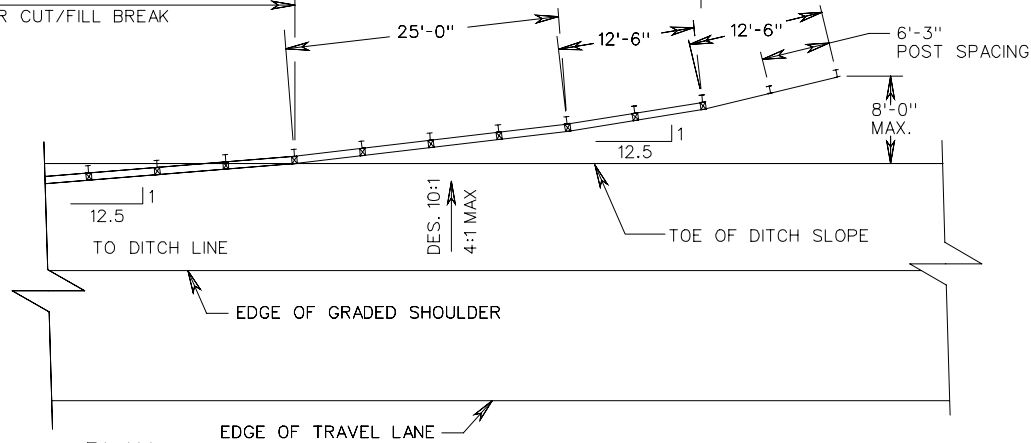 R CUT/FILL BREAK
25'-0"
12'-6"
12'-6"
6'-3"
POST SPACING
8'-0"
MAX.
1
12.5
1
12.5
DES. 10:1
4:1 MAX
TO DITCH LINE
TOE OF DITCH SLOPE
EDGE OF GRADED SHOULDER
EDGE OF TRAVEL LANE